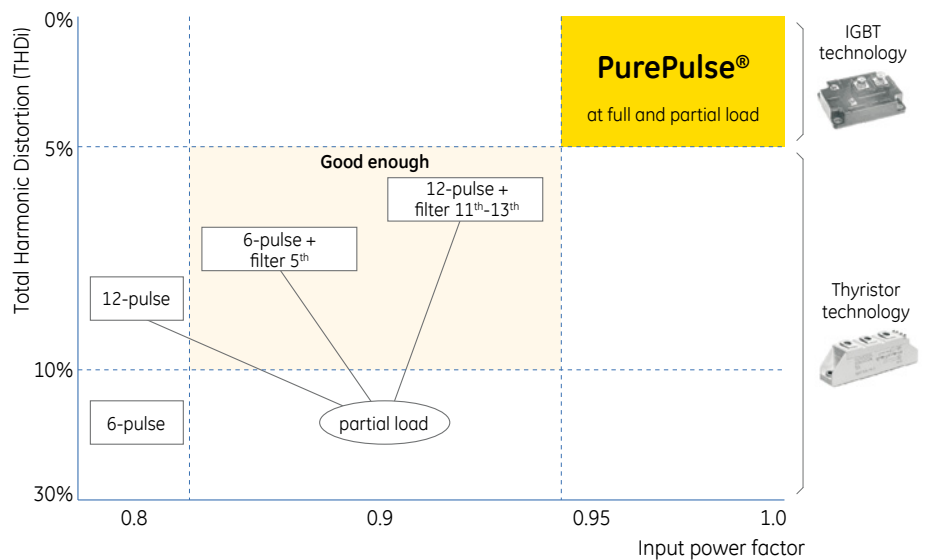 Total Harmonic Distortion (THDi)
0%
5%
10%
30%
PurePulse®
at full and partial load
IGBT
technology
Good enough
12-pulse +
filter 11th-13th
6-pulse +
filter 5th
12-pulse
6-pulse
partial load
Thyristor
technology
0.8
0.9
0.95
1.0
Input power factor